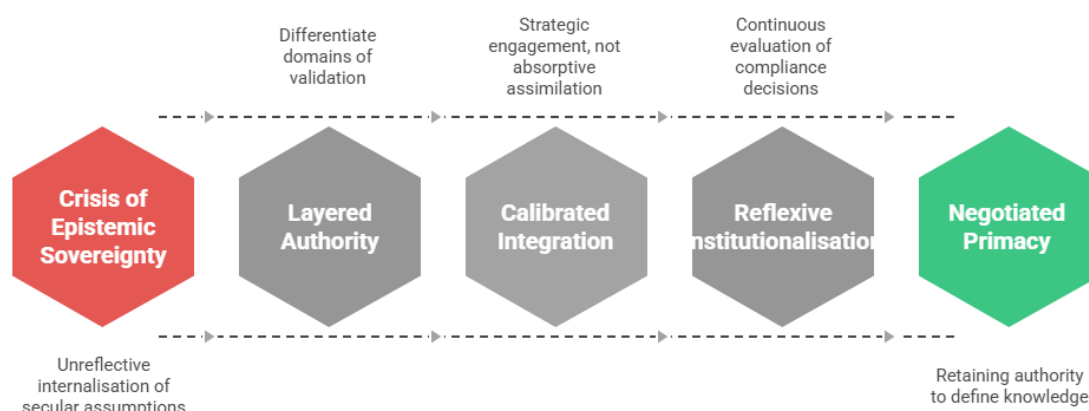 Differentiate
domains of
validation
Strategic
engagement, not
absorptive
assimilation
Continuous
evaluation of
compliance
decisions
Crisis of
Epistemic
Sovereignty
Layered
Authority
Calibrated
Integration
Reflexive
Institutionalisation
Negotiated
Primacy
Unreflective
internalisation of
secular assumptions
Retaining authority
to define knowledge